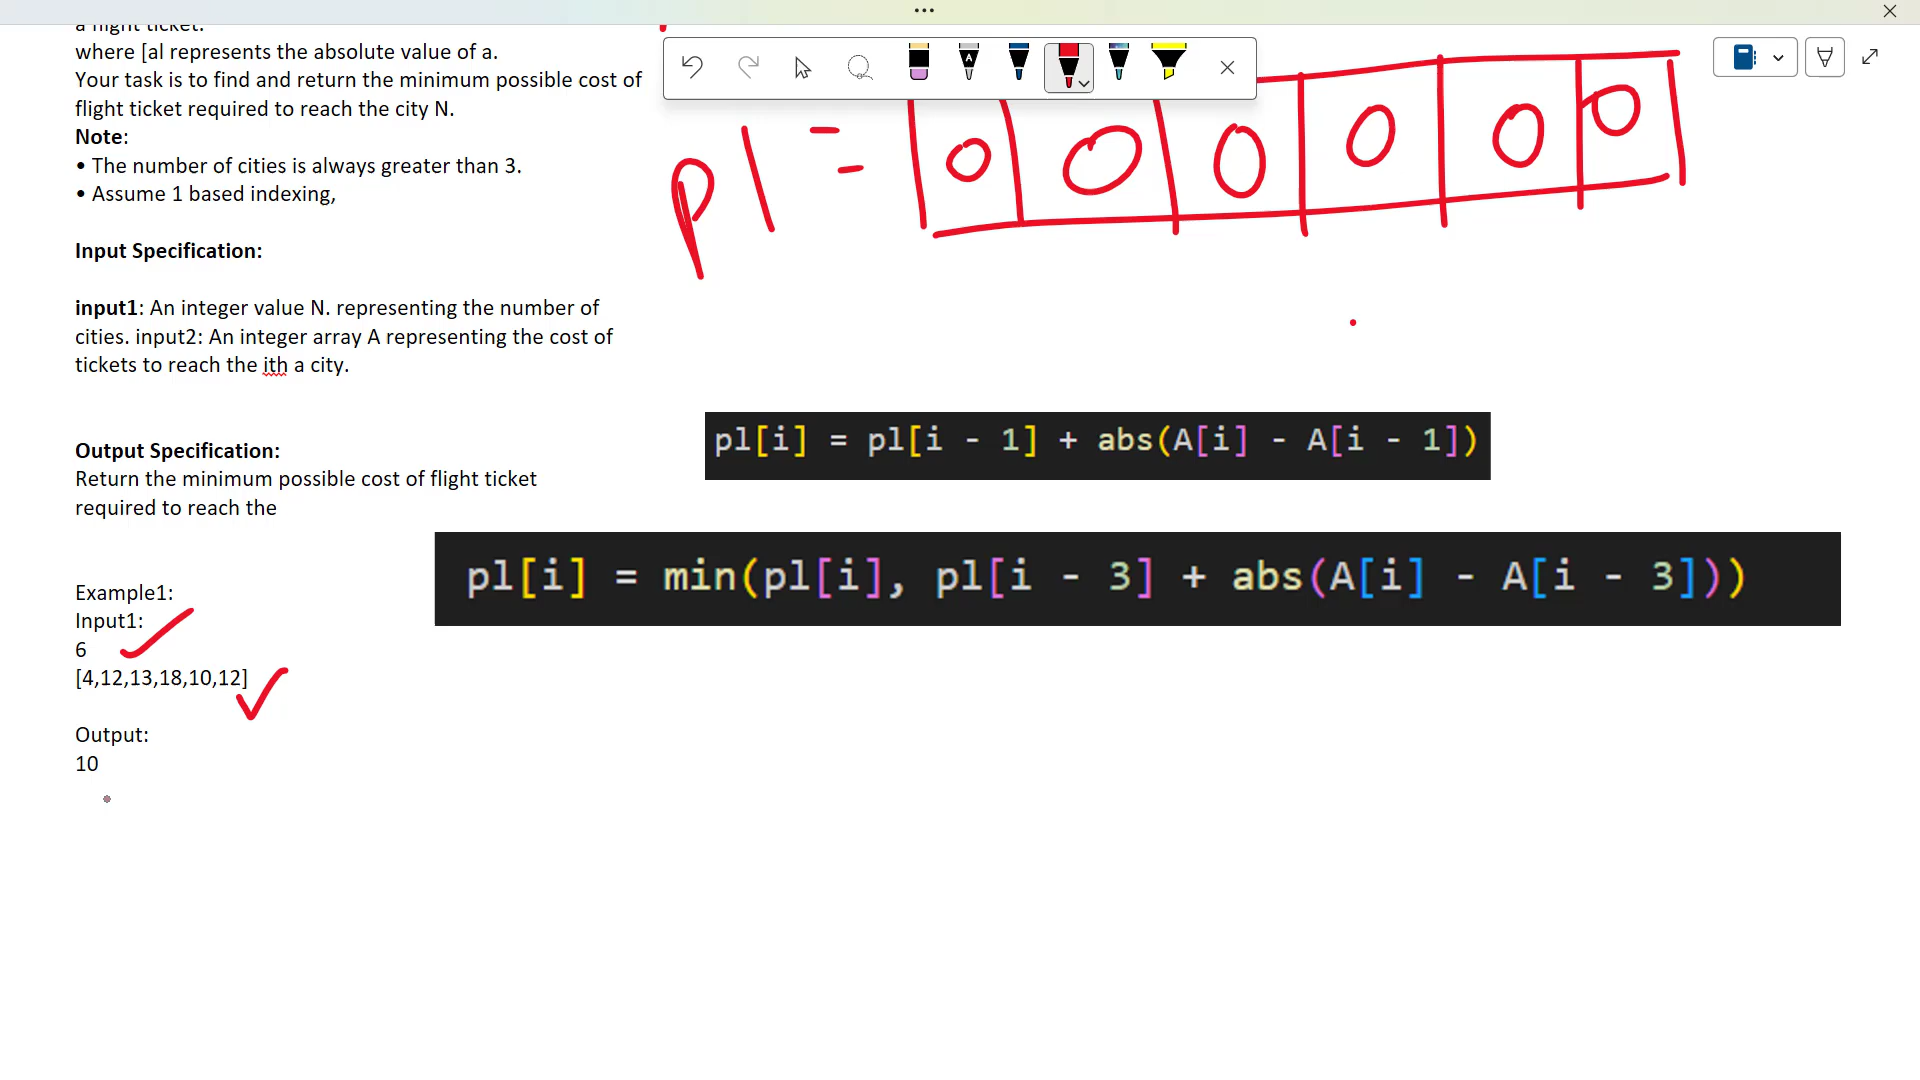 a flight ticket.
where [al represents the absolute value of a.
Your task is to find and return the minimum possible cost of
flight ticket required to reach the city N.
Note:
• The number of cities is always greater than 3.
• Assume 1 based indexing,
Input Specification:
input1: An integer value N. representing the number of
cities. input2: An integer array A representing the cost of
tickets to reach the ith a city.
Output Specification:
Return the minimum possible cost of flight ticket
required to reach the
Example1:
Input1:
6
[4,12,13,18,10,12]
Output:
10
pl = 0 0 0 0 0 0
pl[i] = pl[i - 1] + abs(A[i] - A[i - 1])
pl[i] = min(pl[i], pl[i - 3] + abs(A[i] - A[i - 3]))